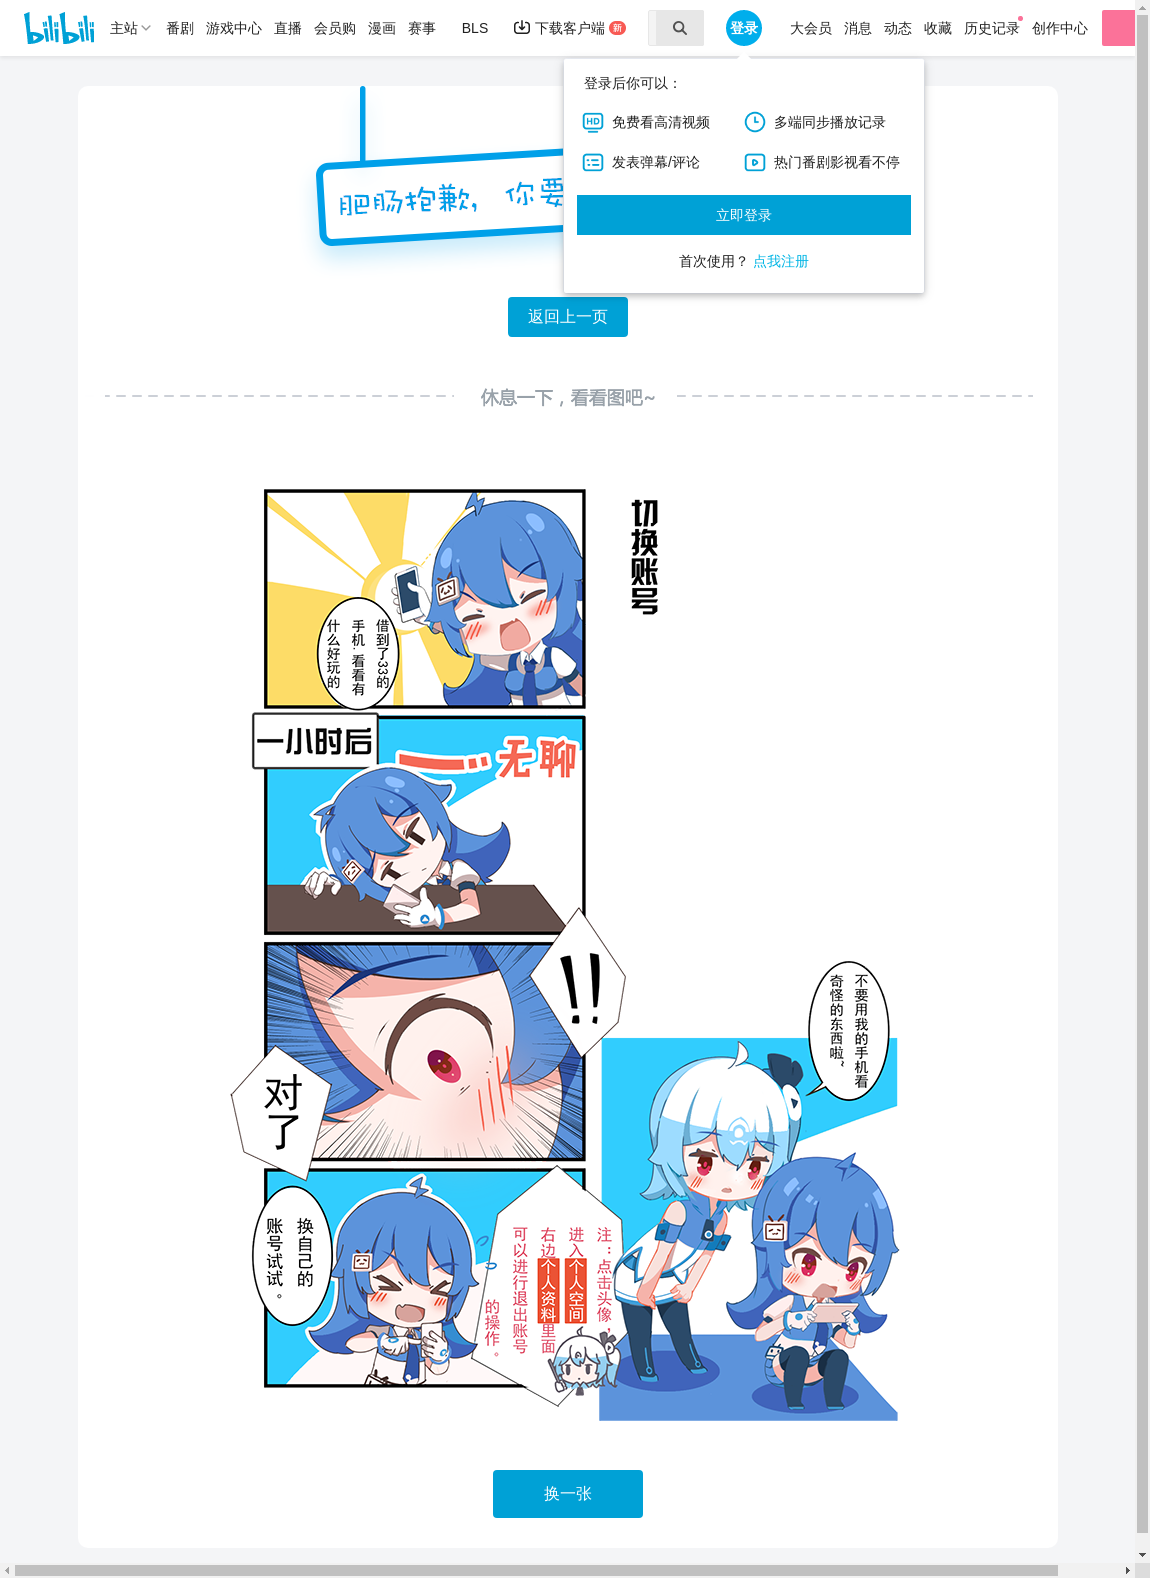 bilibili
主站
番剧
游戏中心
直播
会员购
漫画
赛事
BLS
下载客户端
新
登录
大会员
消息
动态
收藏
历史记录
创作中心
登录后你可以：
HD
免费看高清视频
多端同步播放记录
发表弹幕/评论
热门番剧影视看不停
立即登录
首次使用？ 点我注册
肥肠抱歉，你要
返回上一页
休息一下，看看图吧~
切换账号
借到了33的
手机，看看有
什么好玩的
一小时后
无聊
!!
对
了
换自己的
账号试试。
注：点击头像，
进入个人空间
右边个人资料里面
可以进行退出账号
的操作。
不要用我的手机看
奇怪的东西啦~
换一张